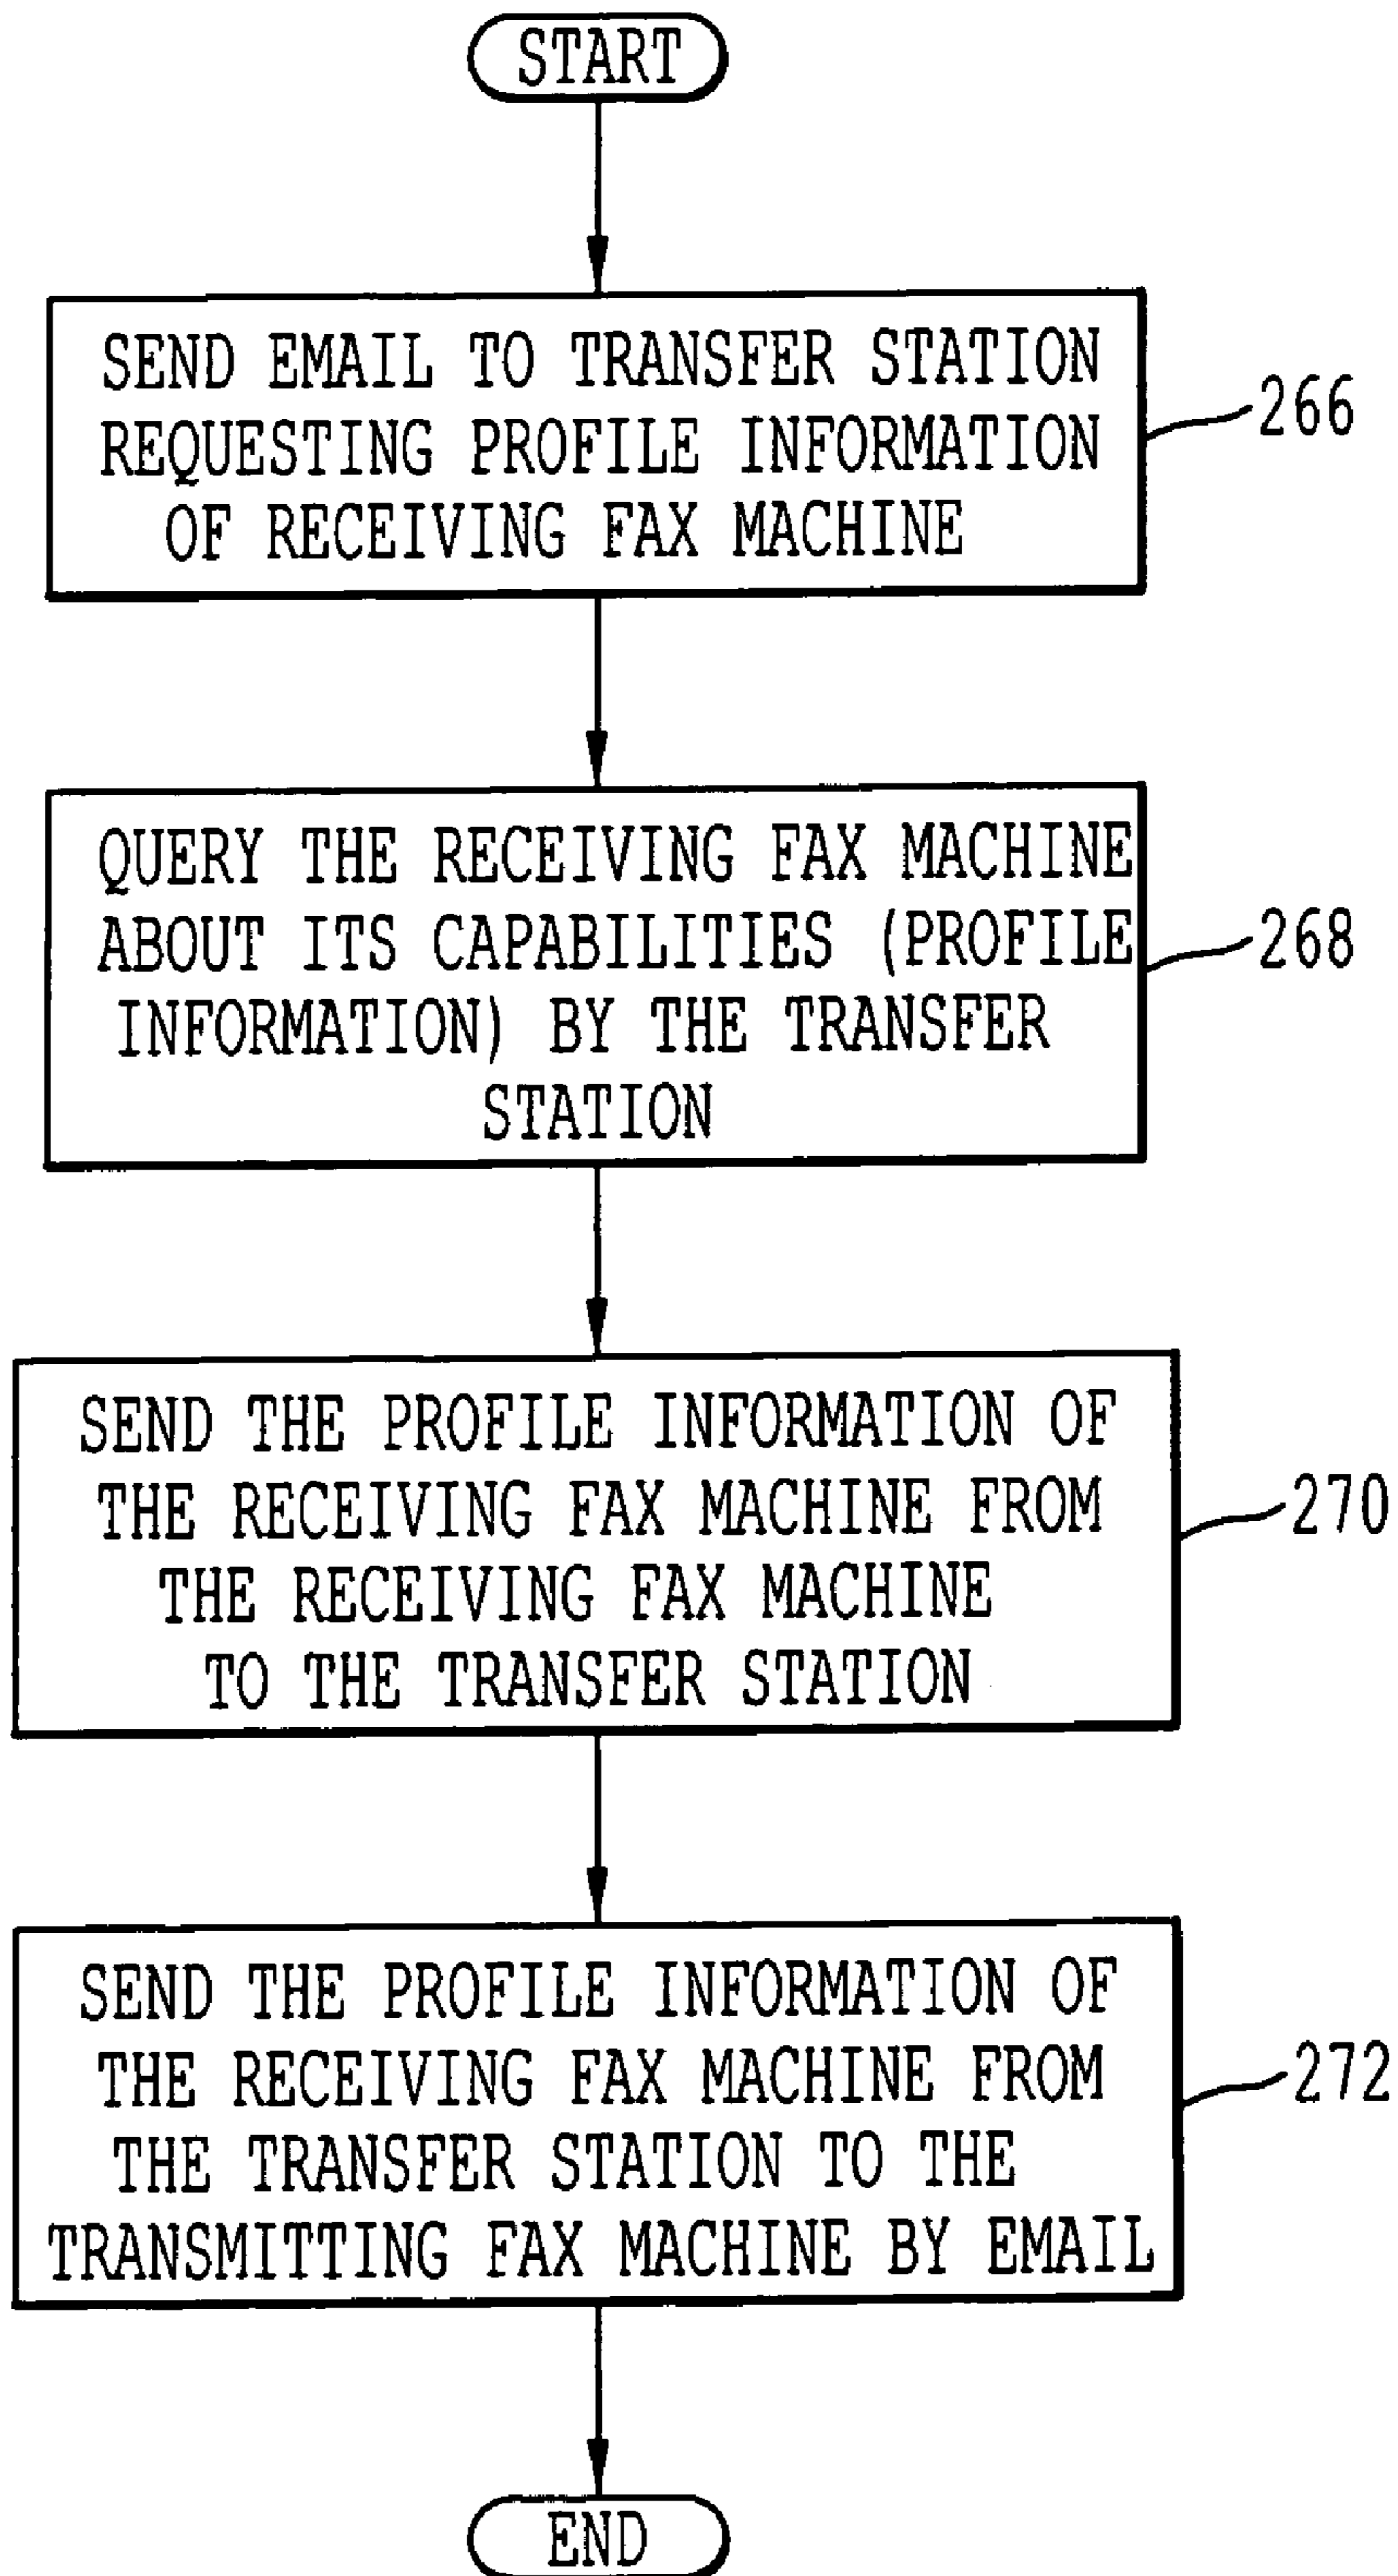 START
SEND EMAIL TO TRANSFER STATION
REQUESTING PROFILE INFORMATION
OF RECEIVING FAX MACHINE
266
QUERY THE RECEIVING FAX MACHINE
ABOUT ITS CAPABILITIES (PROFILE
INFORMATION) BY THE TRANSFER
STATION
268
SEND THE PROFILE INFORMATION OF
THE RECEIVING FAX MACHINE FROM
THE RECEIVING FAX MACHINE
TO THE TRANSFER STATION
270
SEND THE PROFILE INFORMATION OF
THE RECEIVING FAX MACHINE FROM
THE TRANSFER STATION TO THE
TRANSMITTING FAX MACHINE BY EMAIL
272
END